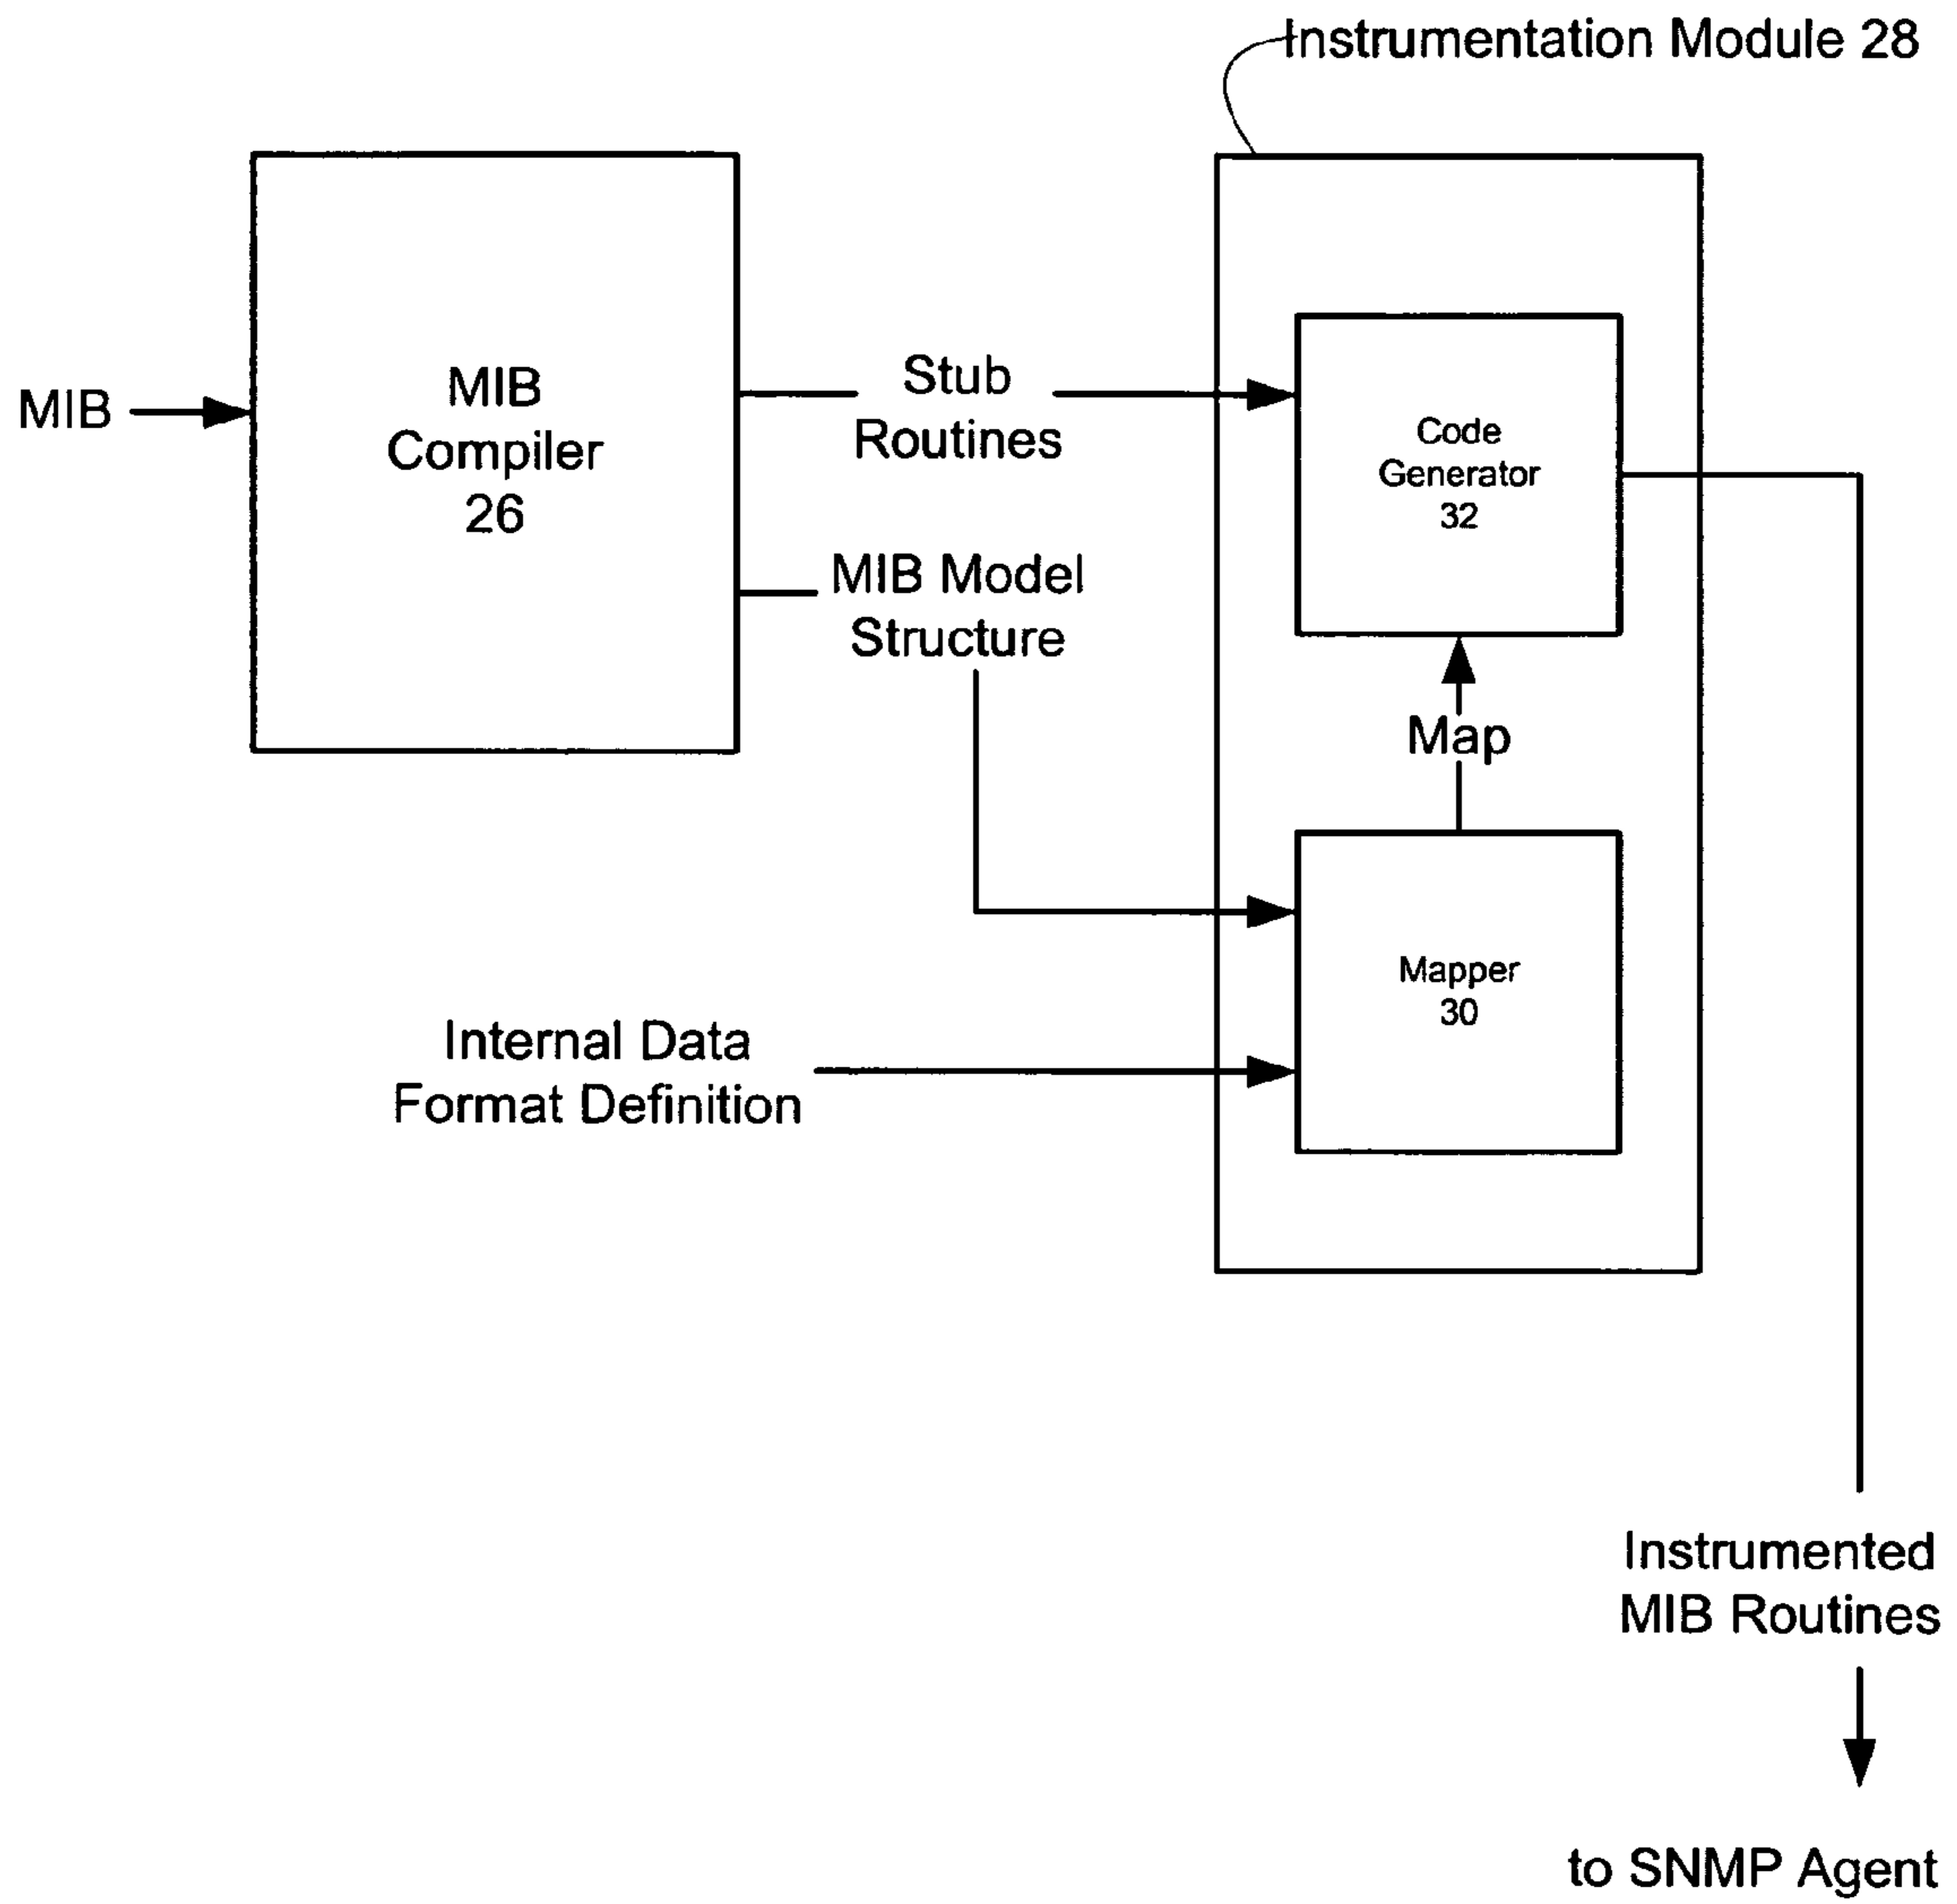 Instrumentation Module 28
MIB
MIB
Compiler
26
Stub
Routines
MIB Model
Structure
Code
Generator
32
Map
Mapper
30
Internal Data
Format Definition
Instrumented
MIB Routines
to SNMP Agent